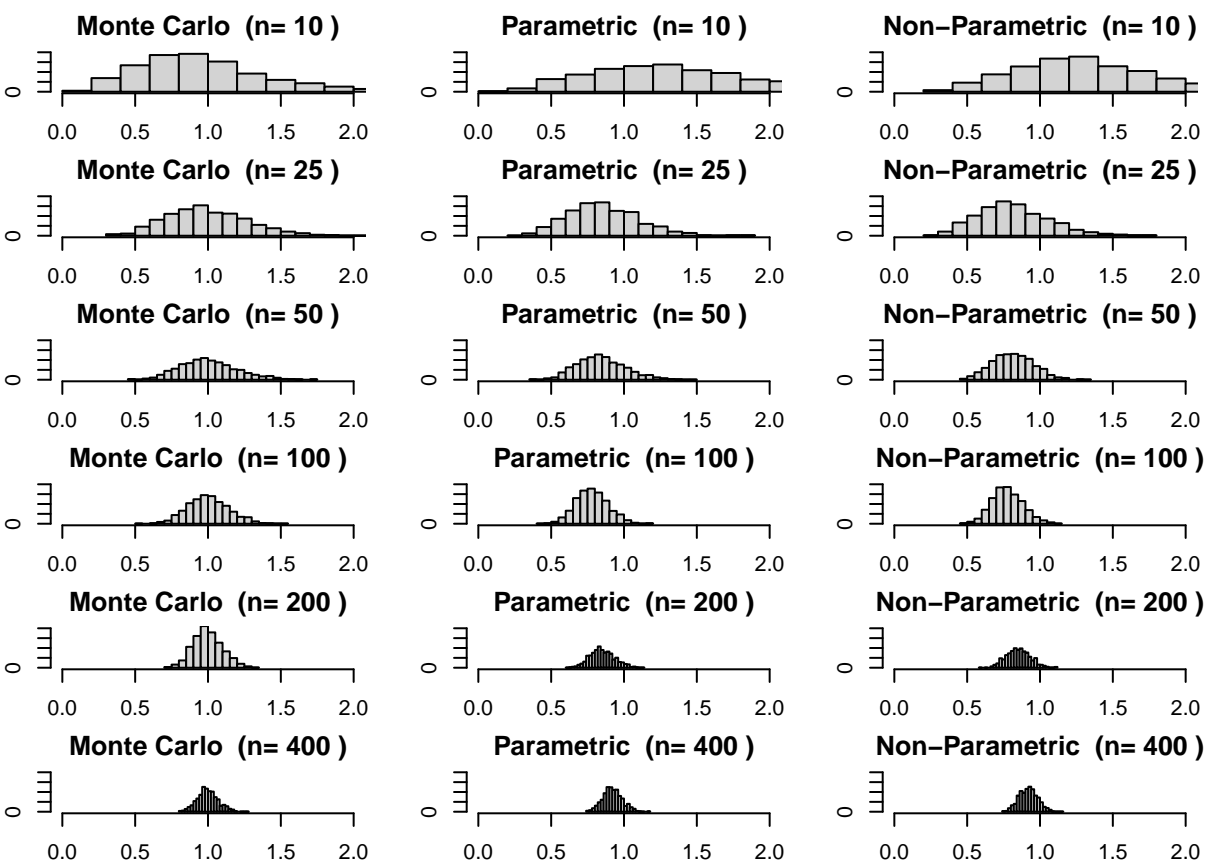 Monte Carlo (n= 10 ) Parametric (n= 10 ) Non−Parametric (n= 10 )
0 0 0
0.0 0.5 1.0 1.5 2.0 0.0 0.5 1.0 1.5 2.0 0.0 0.5 1.0 1.5 2.0
Monte Carlo (n= 25 ) Parametric (n= 25 ) Non−Parametric (n= 25 )
0 0 0
0.0 0.5 1.0 1.5 2.0 0.0 0.5 1.0 1.5 2.0 0.0 0.5 1.0 1.5 2.0
Monte Carlo (n= 50 ) Parametric (n= 50 ) Non−Parametric (n= 50 )
0 0 0
0.0 0.5 1.0 1.5 2.0 0.0 0.5 1.0 1.5 2.0 0.0 0.5 1.0 1.5 2.0
Monte Carlo (n= 100 ) Parametric (n= 100 ) Non−Parametric (n= 100 )
0 0 0
0.0 0.5 1.0 1.5 2.0 0.0 0.5 1.0 1.5 2.0 0.0 0.5 1.0 1.5 2.0
Monte Carlo (n= 200 ) Parametric (n= 200 ) Non−Parametric (n= 200 )
0 0 0
0.0 0.5 1.0 1.5 2.0 0.0 0.5 1.0 1.5 2.0 0.0 0.5 1.0 1.5 2.0
Monte Carlo (n= 400 ) Parametric (n= 400 ) Non−Parametric (n= 400 )
0 0 0
0.0 0.5 1.0 1.5 2.0 0.0 0.5 1.0 1.5 2.0 0.0 0.5 1.0 1.5 2.0